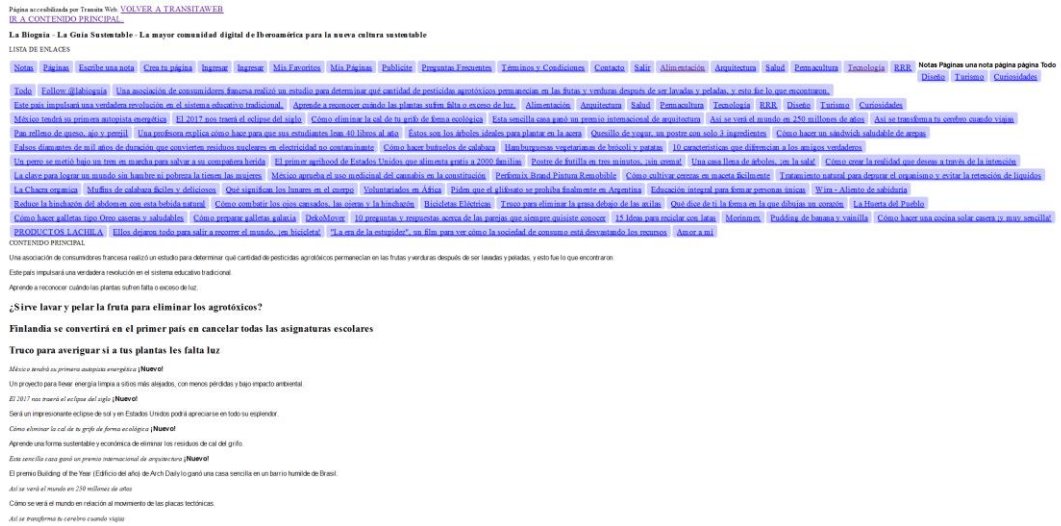 Página accesibilizada por Transita Web. VOLVER A TRANSITAWEB
IR A CONTENIDO PRINCIPAL.
La Bioguia - La Guía Sustentable - La mayor comunidad digital de Iberoamérica para la nueva cultura sustentable
LISTA DE ENLACES
Notas Páginas Escribe una nota Crea tu página Ingresar Ingresar Mis Favoritos Mis Páginas Publicite Preguntas Frecuentes Términos y Condiciones Contacto Salir Alimentación Arquitectura Salud Permacultura Tecnología RRR Notas Páginas una nota página página Todo
Diseño Turismo Curiosidades
Todo Follow @labioguia Una asociación de consumidores francesa realizó un estudio para determinar qué cantidad de pesticidas agrotóxicos permanecían en las frutas y verduras después de ser lavadas y peladas, y esto fue lo que encontraron.
Este país impulsará una verdadera revolución en el sistema educativo tradicional. Aprende a reconocer cuándo las plantas sufren falta o exceso de luz. Alimentación Arquitectura Salud Permacultura Tecnología RRR Diseño Turismo Curiosidades
México tendrá su primera autopista energética El 2017 nos traerá el eclipse del siglo Cómo eliminar la cal de tu grifo de forma ecológica Esta sencilla casa ganó un premio internacional de arquitectura Así se verá el mundo en 250 millones de años Así se transforma tu cerebro cuando viajas
Pan relleno de queso, ajo y perejil Una profesora explica cómo hace para que sus estudiantes lean 40 libros al año Éstos son los árboles ideales para plantar en la acera Quesillo de yogur, un postre con solo 3 ingredientes Cómo hacer un sándwich saludable de arepas
Falsos diamantes de mil años de duración que convierten residuos nucleares en electricidad no contaminante Cómo hacer buñuelos de calabaza Hamburguesas vegetarianas de brócoli y patatas 10 características que diferencian a los amigos verdaderos
Un perro se metió bajo un tren en marcha para salvar a su compañera herida El primer agrihood de Estados Unidos que alimenta gratis a 2000 familias Postre de frutilla en tres minutos, ¡sin crema! Una casa llena de árboles, ¡en la sala! Cómo crear la realidad que deseas a través de la intención
La clave para lograr un mundo sin hambre ni pobreza la tienen las mujeres México aprueba el uso medicinal del cannabis en la constitución Perfomix Brand Pintura Removible Cómo cultivar cerezas en maceta fácilmente Tratamiento natural para depurar el organismo y evitar la retención de líquidos
La Chacra organica Muffins de calabaza fáciles y deliciosos Qué significan los lunares en el cuerpo Voluntariados en África Piden que el glifosato se prohíba finalmente en Argentina Educación integral para formar personas únicas Wira - Aliento de sabiduría
Reduce la hinchazón del abdomen con esta bebida natural Cómo combatir los ojos cansados, las ojeras y la hinchazón Bicicletas Eléctricas Truco para eliminar la grasa debajo de las axilas Qué dice de ti la forma en la que dibujas un corazón La Huerta del Pueblo
Cómo hacer galletas tipo Oreo caseras y saludables Cómo preparar galletas galaxia DekoMover 10 preguntas y respuestas acerca de las parejas que siempre quisiste conocer 15 Ideas para reciclar con latas Morinmex Pudding de banana y vainilla Cómo hacer una cocina solar casera ¡y muy sencilla!
PRODUCTOS LACHILA Ellos dejaron todo para salir a recorrer el mundo, ¡en bicicleta! "La era de la estupidez", un film para ver cómo la sociedad de consumo está desvastando los recursos Amor a mí
CONTENIDO PRINCIPAL
Una asociación de consumidores francesa realizó un estudio para determinar qué cantidad de pesticidas agrotóxicos permanecían en las frutas y verduras después de ser lavadas y peladas, y esto fue lo que encontraron.
Este país impulsará una verdadera revolución en el sistema educativo tradicional.
Aprende a reconocer cuándo las plantas sufren falta o exceso de luz.
¿Sirve lavar y pelar la fruta para eliminar los agrotóxicos?
Finlandia se convertirá en el primer país en cancelar todas las asignaturas escolares
Truco para averiguar si a tus plantas les falta luz
México tendrá su primera autopista energética ¡Nuevo!
Un proyecto para llevar energía limpia a sitios más alejados, con menos pérdidas y bajo impacto ambiental.
El 2017 nos traerá el eclipse del siglo ¡Nuevo!
Será un impresionante eclipse de sol y en Estados Unidos podrá apreciarse en todo su esplendor.
Cómo eliminar la cal de tu grifo de forma ecológica ¡Nuevo!
Aprende una forma sustentable y económica de eliminar los residuos de cal del grifo.
Esta sencilla casa ganó un premio internacional de arquitectura ¡Nuevo!
El premio Building of the Year (Edificio del año) de Arch Daily lo ganó una casa sencilla en un barrio humilde de Brasil.
Así se verá el mundo en 250 millones de años
Cómo se verá el mundo en relación al movimiento de las placas tectónicas.
Así se transforma tu cerebro cuando viajas